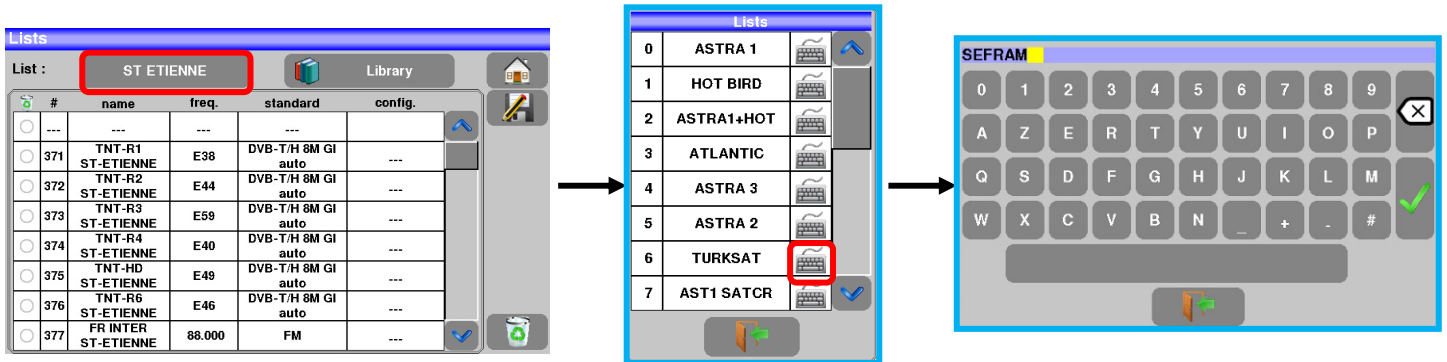 Lists
List :
ST ETIENNE
Library
# name freq. standard config.
--- --- --- ---
371 TNT-R1 ST-ETIENNE E38 DVB-T/H 8M GI auto ---
372 TNT-R2 ST-ETIENNE E44 DVB-T/H 8M GI auto ---
373 TNT-R3 ST-ETIENNE E59 DVB-T/H 8M GI auto ---
374 TNT-R4 ST-ETIENNE E40 DVB-T/H 8M GI auto ---
375 TNT-HD ST-ETIENNE E49 DVB-T/H 8M GI auto ---
376 TNT-R6 ST-ETIENNE E46 DVB-T/H 8M GI auto ---
377 FR INTER ST-ETIENNE 88.000 FM ---
Lists
0 ASTRA 1
1 HOT BIRD
2 ASTRA1+HOT
3 ATLANTIC
4 ASTRA 3
5 ASTRA 2
6 TURKSAT
7 AST1 SATCR
SEFRAM
0 1 2 3 4 5 6 7 8 9
A Z E R T Y U I O P
Q S D F G H J K L M
W X C V B N _ + - #